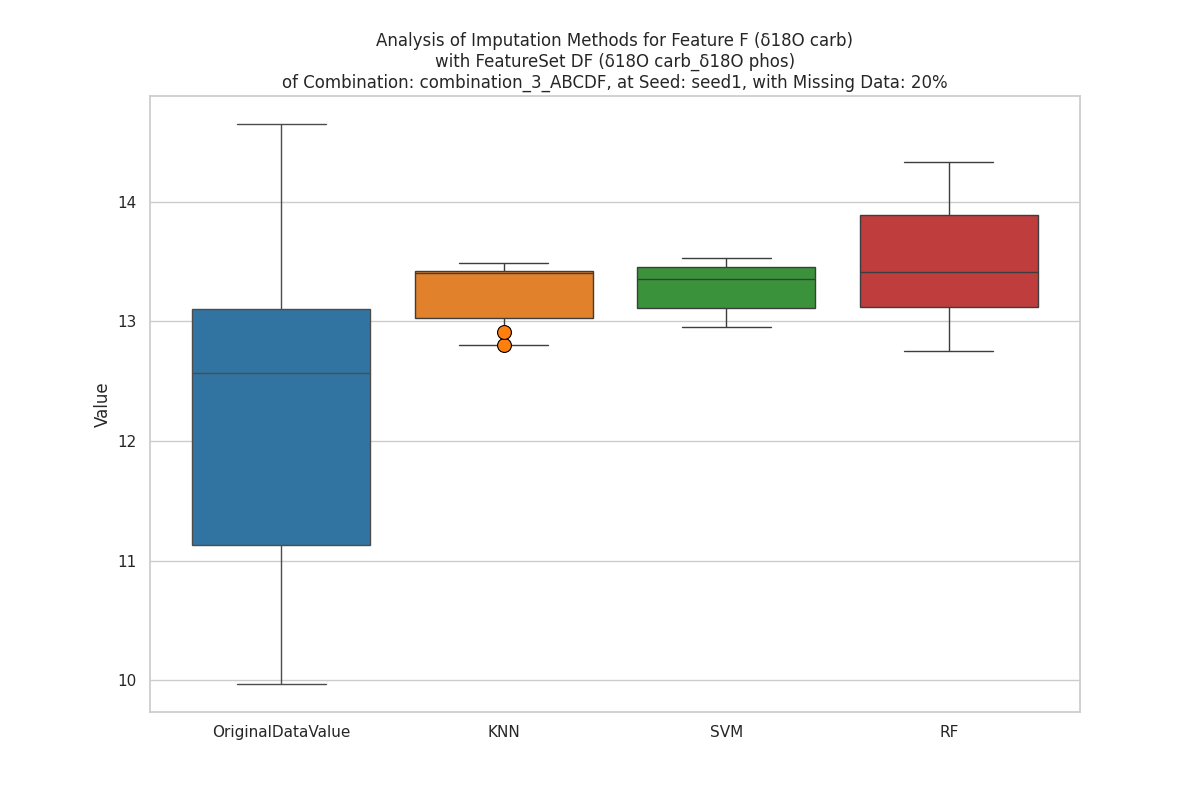 Analysis of Imputation Methods for Feature F (δ18O carb)
with FeatureSet DF (δ18O carb_δ18O phos)
of Combination: combination_3_ABCDF, at Seed: seed1, with Missing Data: 20%
14
13
12
11
10
Value
OriginalDataValue
KNN
SVM
RF